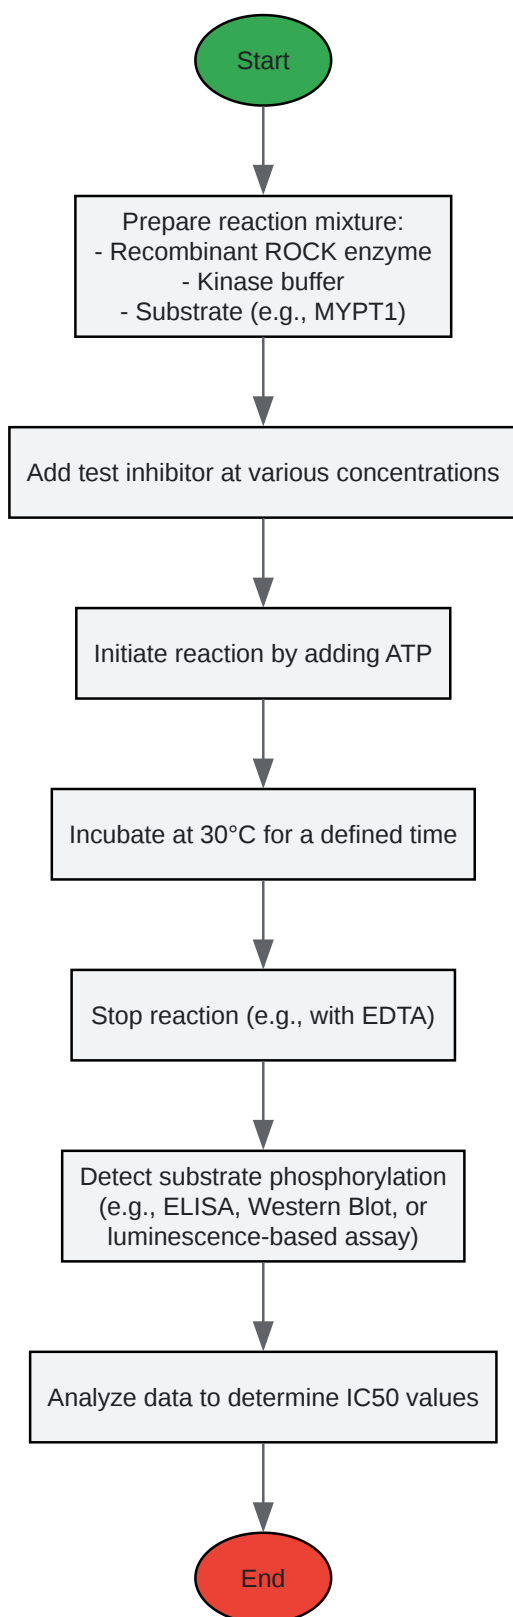 Start
Prepare reaction mixture:
- Recombinant ROCK enzyme
- Kinase buffer
- Substrate (e.g., MYPT1)
Add test inhibitor at various concentrations
Initiate reaction by adding ATP
Incubate at 30°C for a defined time
Stop reaction (e.g., with EDTA)
Detect substrate phosphorylation
(e.g., ELISA, Western Blot, or
luminescence-based assay)
Analyze data to determine IC50 values
End